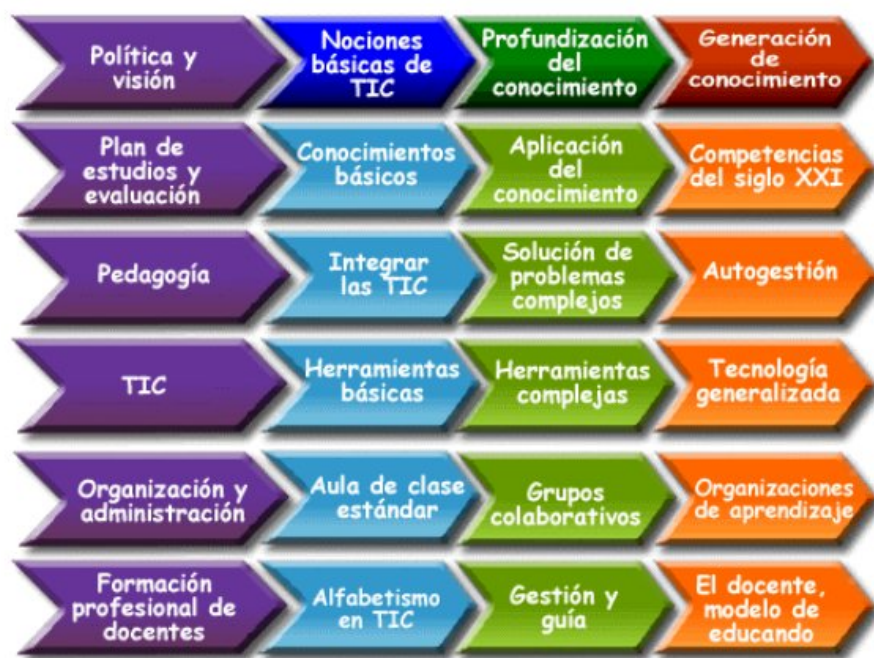 Política y
visión
Nociones
básicas de
TIC
Profundización
del
conocimiento
Generación
de
conocimiento
Plan de
estudios y
evaluación
Conocimientos
básicos
Aplicación
del
conocimiento
Competencias
del siglo XXI
Pedagogía
Integrar
las TIC
Solución de
problemas
complejos
Autogestión
TIC
Herramientas
básicas
Herramientas
complejas
Tecnología
generalizada
Organización y
administración
Aula de clase
estándar
Grupos
colaborativos
Organizaciones
de aprendizaje
Formación
profesional de
docentes
Alfabetismo
en TIC
Gestión y
guía
El docente,
modelo de
educando